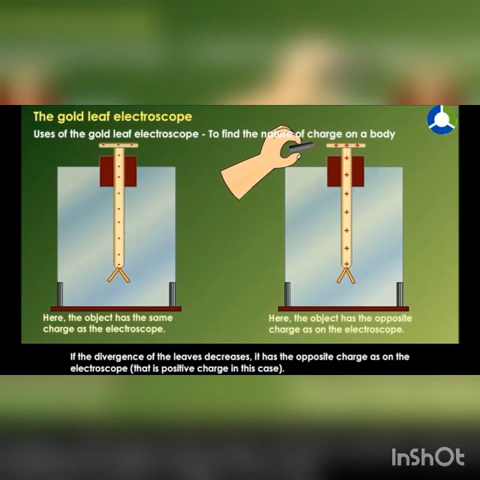 The gold leaf electroscope
Uses of the gold leaf electroscope - To find the nature of charge on a body
Here, the object has the same
charge as the electroscope.
Here, the object has the opposite
charge as on the electroscope.
If the divergence of the leaves decreases, it has the opposite charge as on the
electroscope (that is positive charge in this case).
InShOt